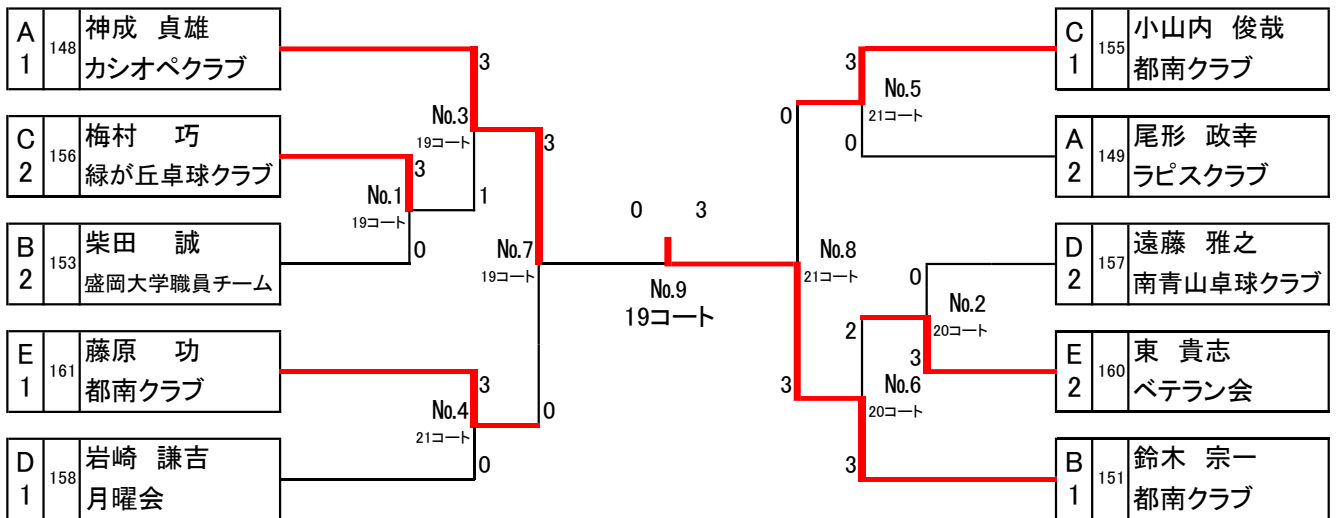 A
1
148
神成 貞雄
カシオペクラブ
C
2
156
梅村 巧
緑が丘卓球クラブ
B
2
153
柴田 誠
盛岡大学職員チーム
E
1
161
藤原 功
都南クラブ
D
1
158
岩崎 謙吉
月曜会
3
No.3
19コート
3
No.1
19コート
1
0
3
No.7
19コート
3
No.4
21コート
0
0
0 3
No.9
19コート
3
No.5
21コート
0
0
No.8
21コート
0
No.2
20コート
2
3
No.6
20コート
3
3
C
1
155
小山内 俊哉
都南クラブ
A
2
149
尾形 政幸
ラピスクラブ
D
2
157
遠藤 雅之
南青山卓球クラブ
E
2
160
東 貴志
ベテラン会
B
1
151
鈴木 宗一
都南クラブ